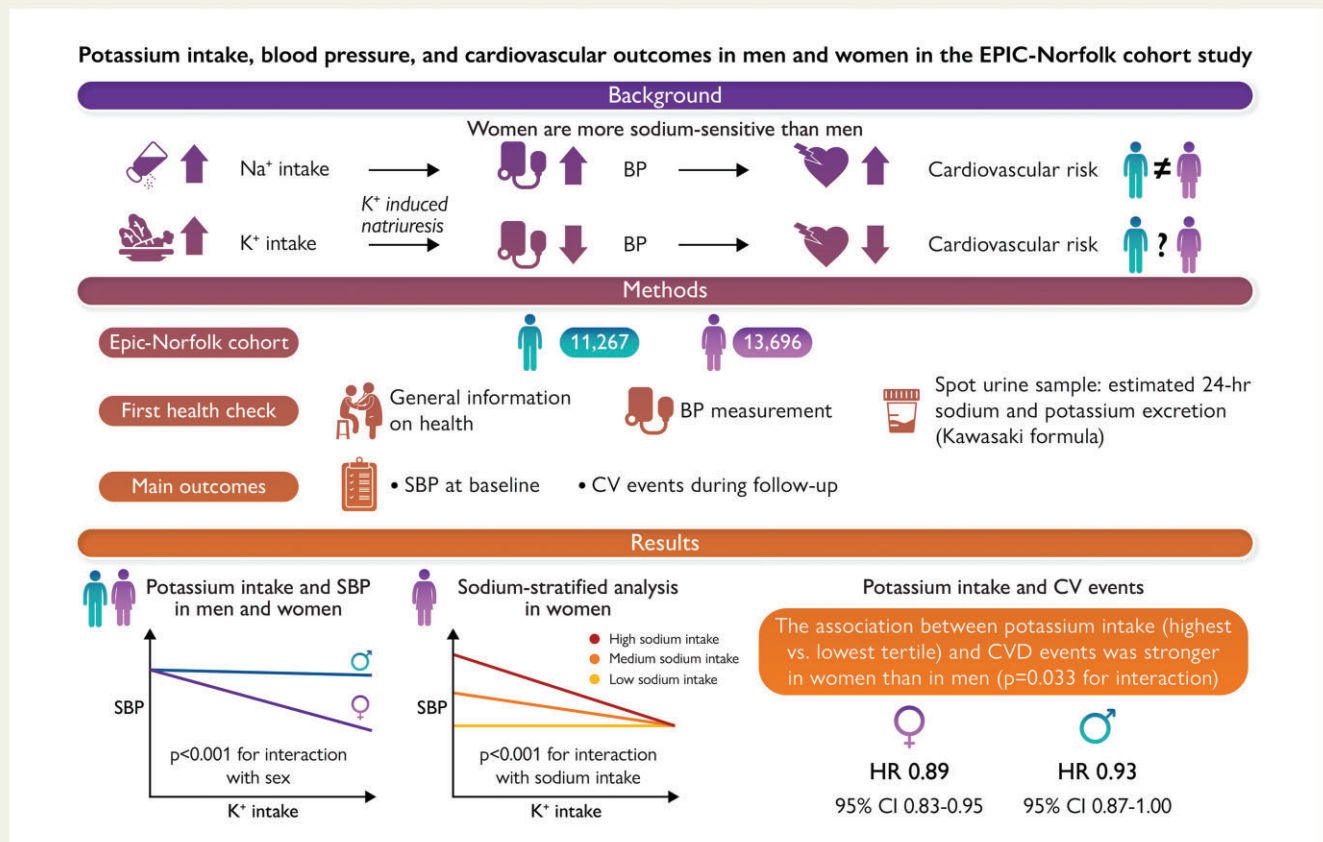 Potassium intake, blood pressure, and cardiovascular outcomes in men and women in the EPIC-Norfolk cohort study
Background
Women are more sodium-sensitive than men
Na⁺ intake
BP
Cardiovascular risk
≠
K⁺ induced
natriuresis
K⁺ intake
BP
Cardiovascular risk
?
Methods
Epic-Norfolk cohort
11,267
13,696
First health check
General information
on health
BP measurement
Spot urine sample: estimated 24-hr
sodium and potassium excretion
(Kawasaki formula)
Main outcomes
• SBP at baseline
• CV events during follow-up
Results
Potassium intake and SBP
in men and women
SBP
♂
♀
p<0.001 for interaction
with sex
K⁺ intake
Sodium-stratified analysis
in women
High sodium intake
Medium sodium intake
Low sodium intake
SBP
p<0.001 for interaction
with sodium intake
K⁺ intake
Potassium intake and CV events
The association between potassium intake (highest
vs. lowest tertile) and CVD events was stronger
in women than in men (p=0.033 for interaction)
♀
HR 0.89
95% CI 0.83-0.95
♂
HR 0.93
95% CI 0.87-1.00